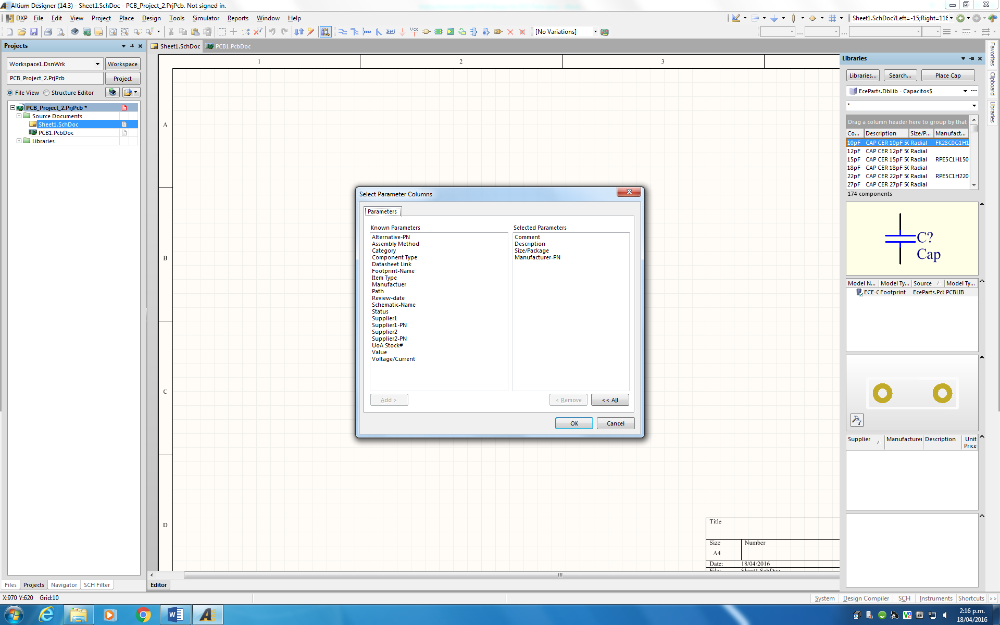 Altium Designer (14.3) - Sheet1.SchDoc - PCB_Project_2.PrjPcb. Not signed in.
DXP File Edit View Project Place Design Tools Simulator Reports Window Help
Sheet1.SchDoc?Left=-15;Right=116
[No Variations]
Projects
Workspace1.DsnWrk Workspace
PCB_Project_2.PrjPcb Project
File View Structure Editor
PCB_Project_2.PrjPcb *
Source Documents
Sheet1.SchDoc
PCB1.PcbDoc
Libraries
Files Projects Navigator SCH Filter
Sheet1.SchDoc PCB1.PcbDoc
1 2 3
A
B
C
D
Select Parameter Columns
Parameters
Known Parameters
Alternative-PN
Assembly Method
Category
Component Type
Datasheet Link
Footprint-Name
Item Type
Manufactuer
Path
Review-date
Schematic-Name
Status
Supplier1
Supplier1-PN
Supplier2
Supplier2-PN
UoA Stock#
Value
Voltage/Current
Selected Parameters
Comment
Description
Size/Package
Manufacturer-PN
Add > < Remove << All
OK Cancel
Title
Size Number
A4
Date: 18/04/2016
File: Sheet1.SchDoc
Editor
Libraries
Libraries... Search... Place Cap
EceParts.DbLib - Capacitos$ ...
*
Drag a column header here to group by that
Co... Description Size/P... Manufact...
10pF CAP CER 10pF 50 Radial FK28C0G1H1
12pF CAP CER 12pF 50 Radial
15pF CAP CER 15pF 50 Radial RPE5C1H150
18pF CAP CER 18pF 50 Radial
22pF CAP CER 22pF 50 Radial RPE5C1H220
27pF CAP CER 27pF 50 Radial
174 components
C?
Cap
Model N... Model Ty... Source Model Ty...
ECE-C Footprint EceParts.Pcb PCBLIB
Supplier Manufacturer Description Unit Price
Favorites
Clipboard
Libraries
X:970 Y:620 Grid:10
System Design Compiler SCH Instruments Shortcuts >>
2:16 p.m.
18/04/2016